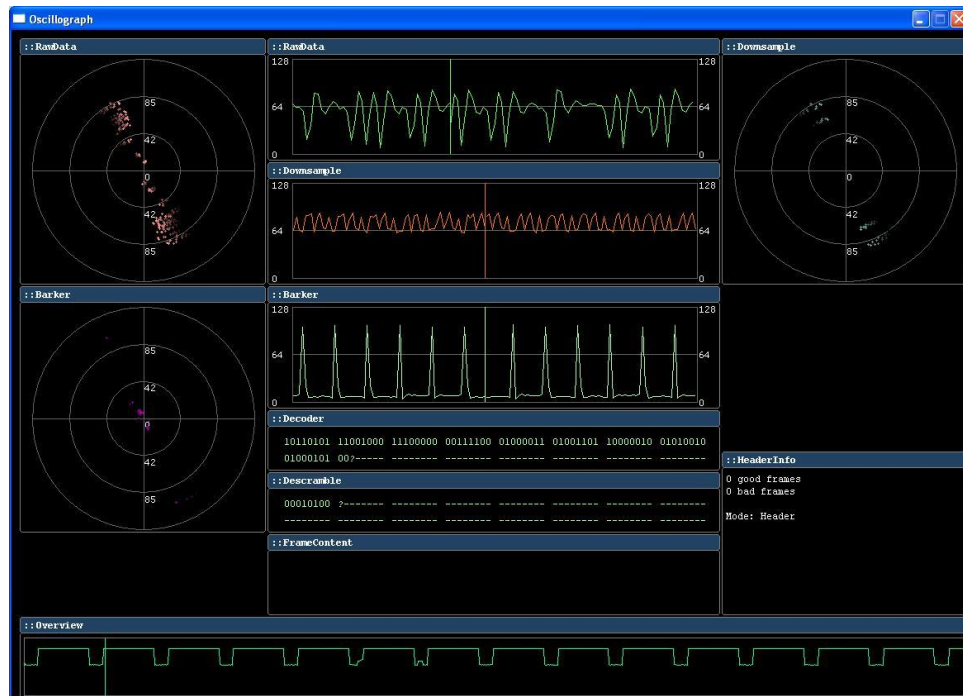 Oscillograph
::RawData
85
42
0
42
85
::RawData
128
128
64
64
0
0
::Downsample
85
42
0
42
85
::Downsample
128
128
64
64
0
0
::Barker
85
42
0
42
85
::Barker
128
128
64
64
0
0
::Decoder
10110101 11001000 11100000 00111100 01000011 01001101 10000010 01010010
01000101 00?----- -------- -------- -------- -------- -------- --------
::Descramble
00010100 ?------- -------- -------- -------- -------- -------- --------
-------- -------- -------- -------- -------- -------- -------- --------
::FrameContent
::HeaderInfo
0 good frames
0 bad frames
Mode: Header
::Overview